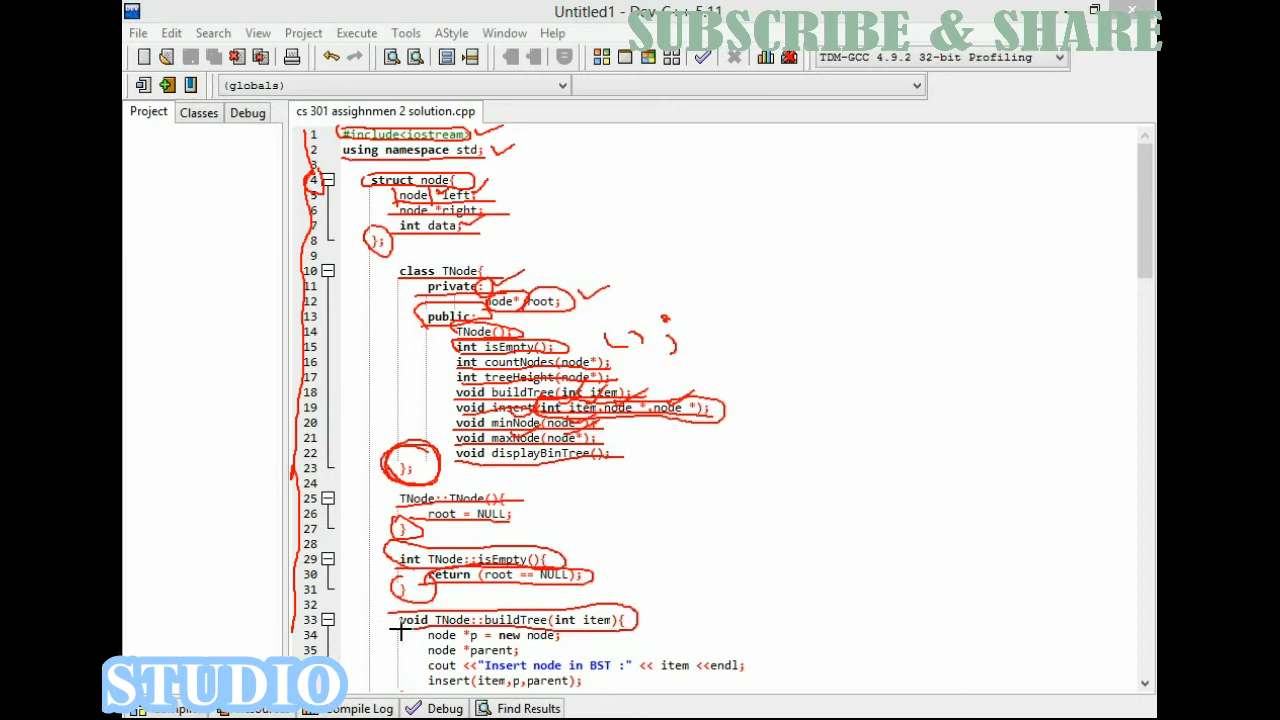 Untitled1 - Dev-C++ 5.11
SUBSCRIBE & SHARE
File Edit Search View Project Execute Tools AStyle Window Help
TDM-GCC 4.9.2 32-bit Profiling
(globals)
Project Classes Debug
cs 301 assighnmen 2 solution.cpp
1 #include<iostream>
2 using namespace std;
3
4 struct node{
5 node *left;
6 node *right;
7 int data;
8 };
9
10 class TNode{
11 private:
12 node* root;
13 public:
14 TNode();
15 int isEmpty();
16 int countNodes(node*);
17 int treeHeight(node*);
18 void buildTree(int item);
19 void insert(int item,node *,node *);
20 void minNode(node*);
21 void maxNode(node*);
22 void displayBinTree();
23 };
24
25 TNode::TNode(){
26 root = NULL;
27 }
28
29 int TNode::isEmpty(){
30 return (root == NULL);
31 }
32
33 void TNode::buildTree(int item){
34 node *p = new node;
35 node *parent;
cout <<"Insert node in BST :" << item <<endl;
insert(item,p,parent);
STUDIO
Compile Log Debug Find Results